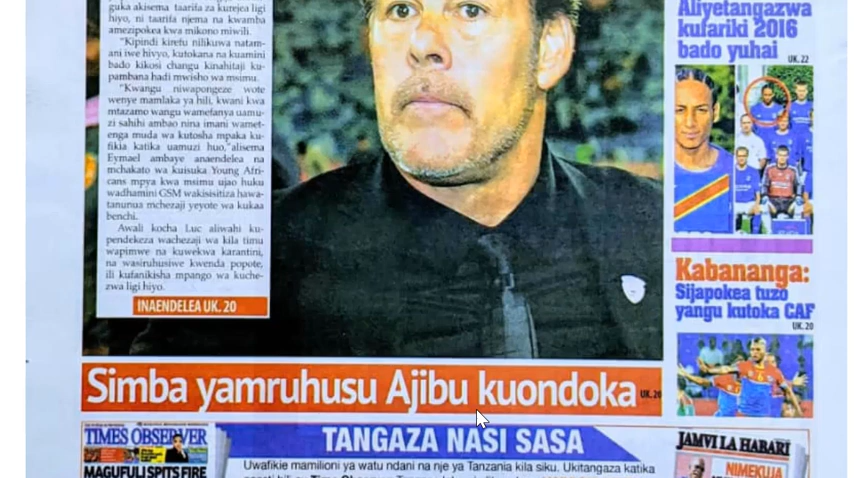 guka akisema taarifa za kurejea ligi
hiyo, ni taarifa njema na kwamba
amezipokea kwa mikono miwili.
"Kipindi kirefu nilikuwa natam-
ani iwe hivyo, kutokana na kuamini
bado kikosi changu kinahitaji ku-
pambana hadi mwisho wa msimu.
"Kwangu niwapongeze wote
wenye mamlaka ya hili, kwani kwa
mtazamo wangu wamefanya uamu-
zi sahihi ambao nina imani wamet-
enga muda wa kutosha mpaka ku-
fikia katika uamuzi huo,"alisema
Eymael ambaye anaendelea na
mchakato wa kuisuka Young Afri-
cans mpya kwa msimu ujao huku
wadhamini GSM wakisisitiza hawa-
tanunua mchezaji yeyote wa kukaa
benchi.
Awali kocha Luc aliwahi ku-
pendekeza wachezaji wa kila timu
wapimwe na kuwekwa karantini,
na wasiruhusiwe kwenda popote,
ili kufanikisha mpango wa kuche-
zwa ligi hiyo.
INAENDELEA UK. 20
Aliyetangazwa
kufariki 2016
bado yuhai
UK. 22
Kabananga:
Sijapokea tuzo
yangu kutoka CAF
UK. 20
Simba yamruhusu Ajibu kuondoka UK. 20
TIMES OBSERVER
MAGUFULI SPITS FIRE
TANGAZA NASI SASA
Uwafikie mamilioni ya watu ndani na nje ya Tanzania kila siku. Ukitangaza katika
JAMVI LA HABARI
NIMEKUJA